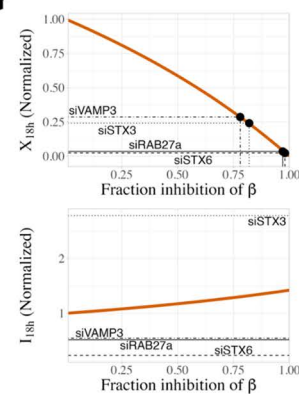 X18h (Normalized)
1.00
0.75
0.50
0.25
0.00
siVAMP3
siSTX3
siRAB27a
siSTX6
0.25 0.50 0.75 1.00
Fraction inhibition of β
I18h (Normalized)
2
1
siSTX3
siVAMP3
siRAB27a
siSTX6
0.25 0.50 0.75 1.00
Fraction inhibition of β